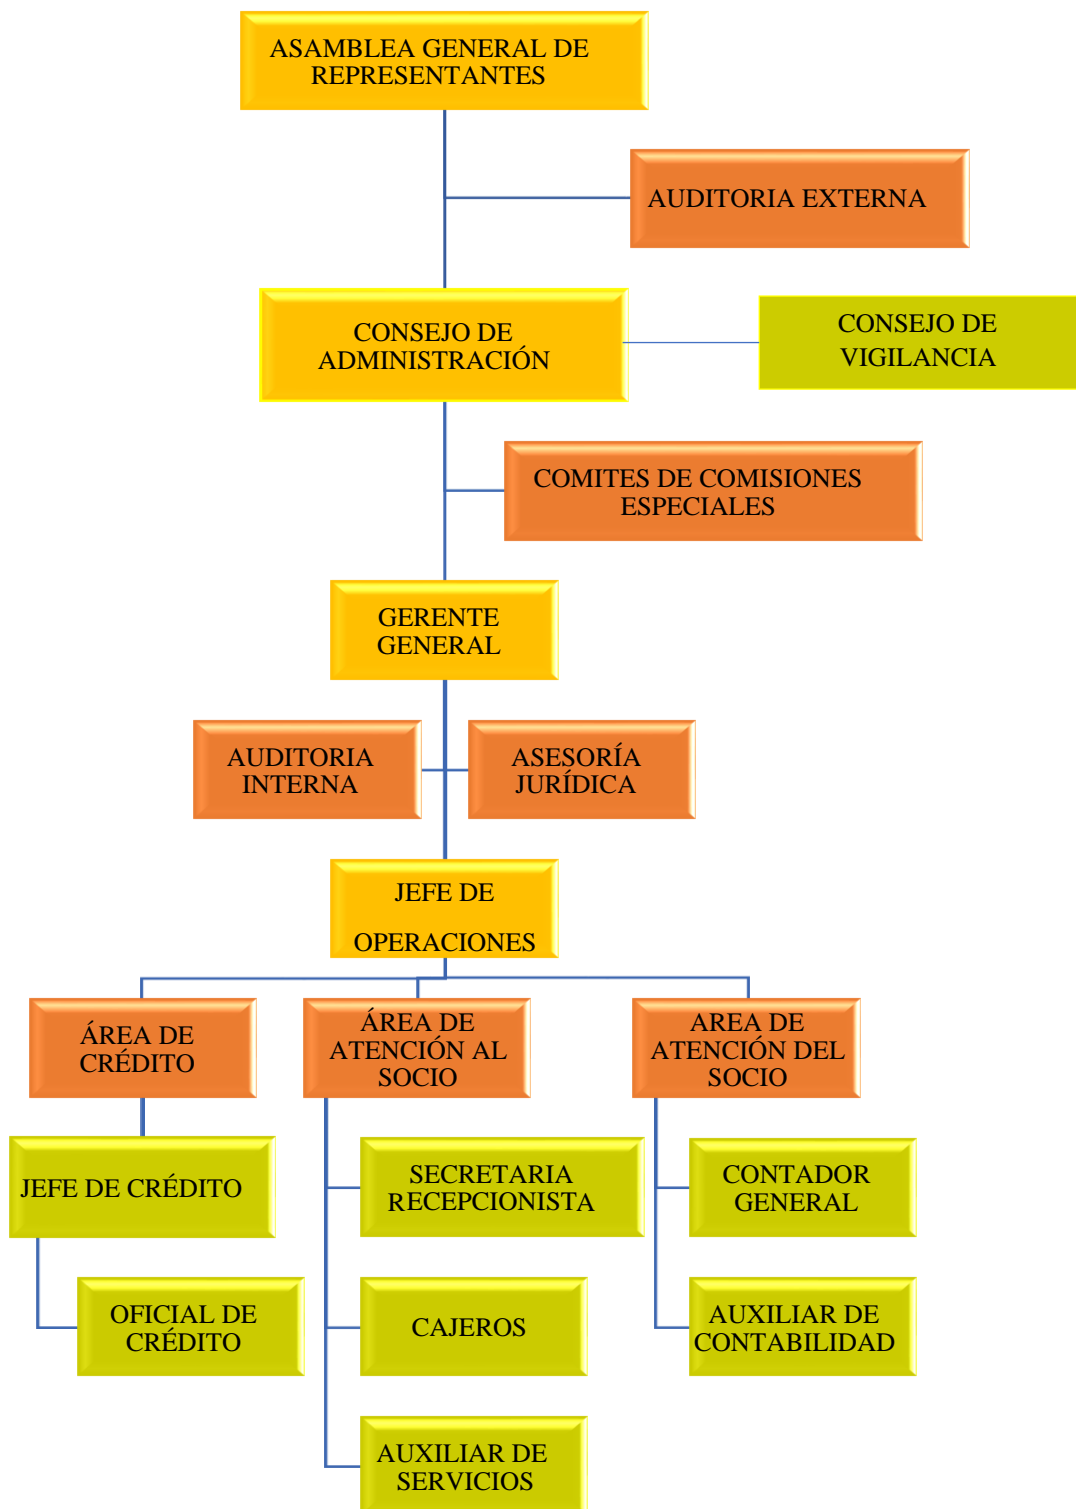 ASAMBLEA GENERAL DE
REPRESENTANTES
AUDITORIA EXTERNA
CONSEJO DE
ADMINISTRACIÓN
CONSEJO DE
VIGILANCIA
COMITES DE COMISIONES
ESPECIALES
GERENTE
GENERAL
AUDITORIA
INTERNA
ASESORÍA
JURÍDICA
JEFE DE
OPERACIONES
ÁREA DE
CRÉDITO
ÁREA DE
ATENCIÓN AL
SOCIO
AREA DE
ATENCIÓN DEL
SOCIO
JEFE DE CRÉDITO
SECRETARIA
RECEPCIONISTA
CONTADOR
GENERAL
OFICIAL DE
CRÉDITO
CAJEROS
AUXILIAR DE
CONTABILIDAD
AUXILIAR DE
SERVICIOS